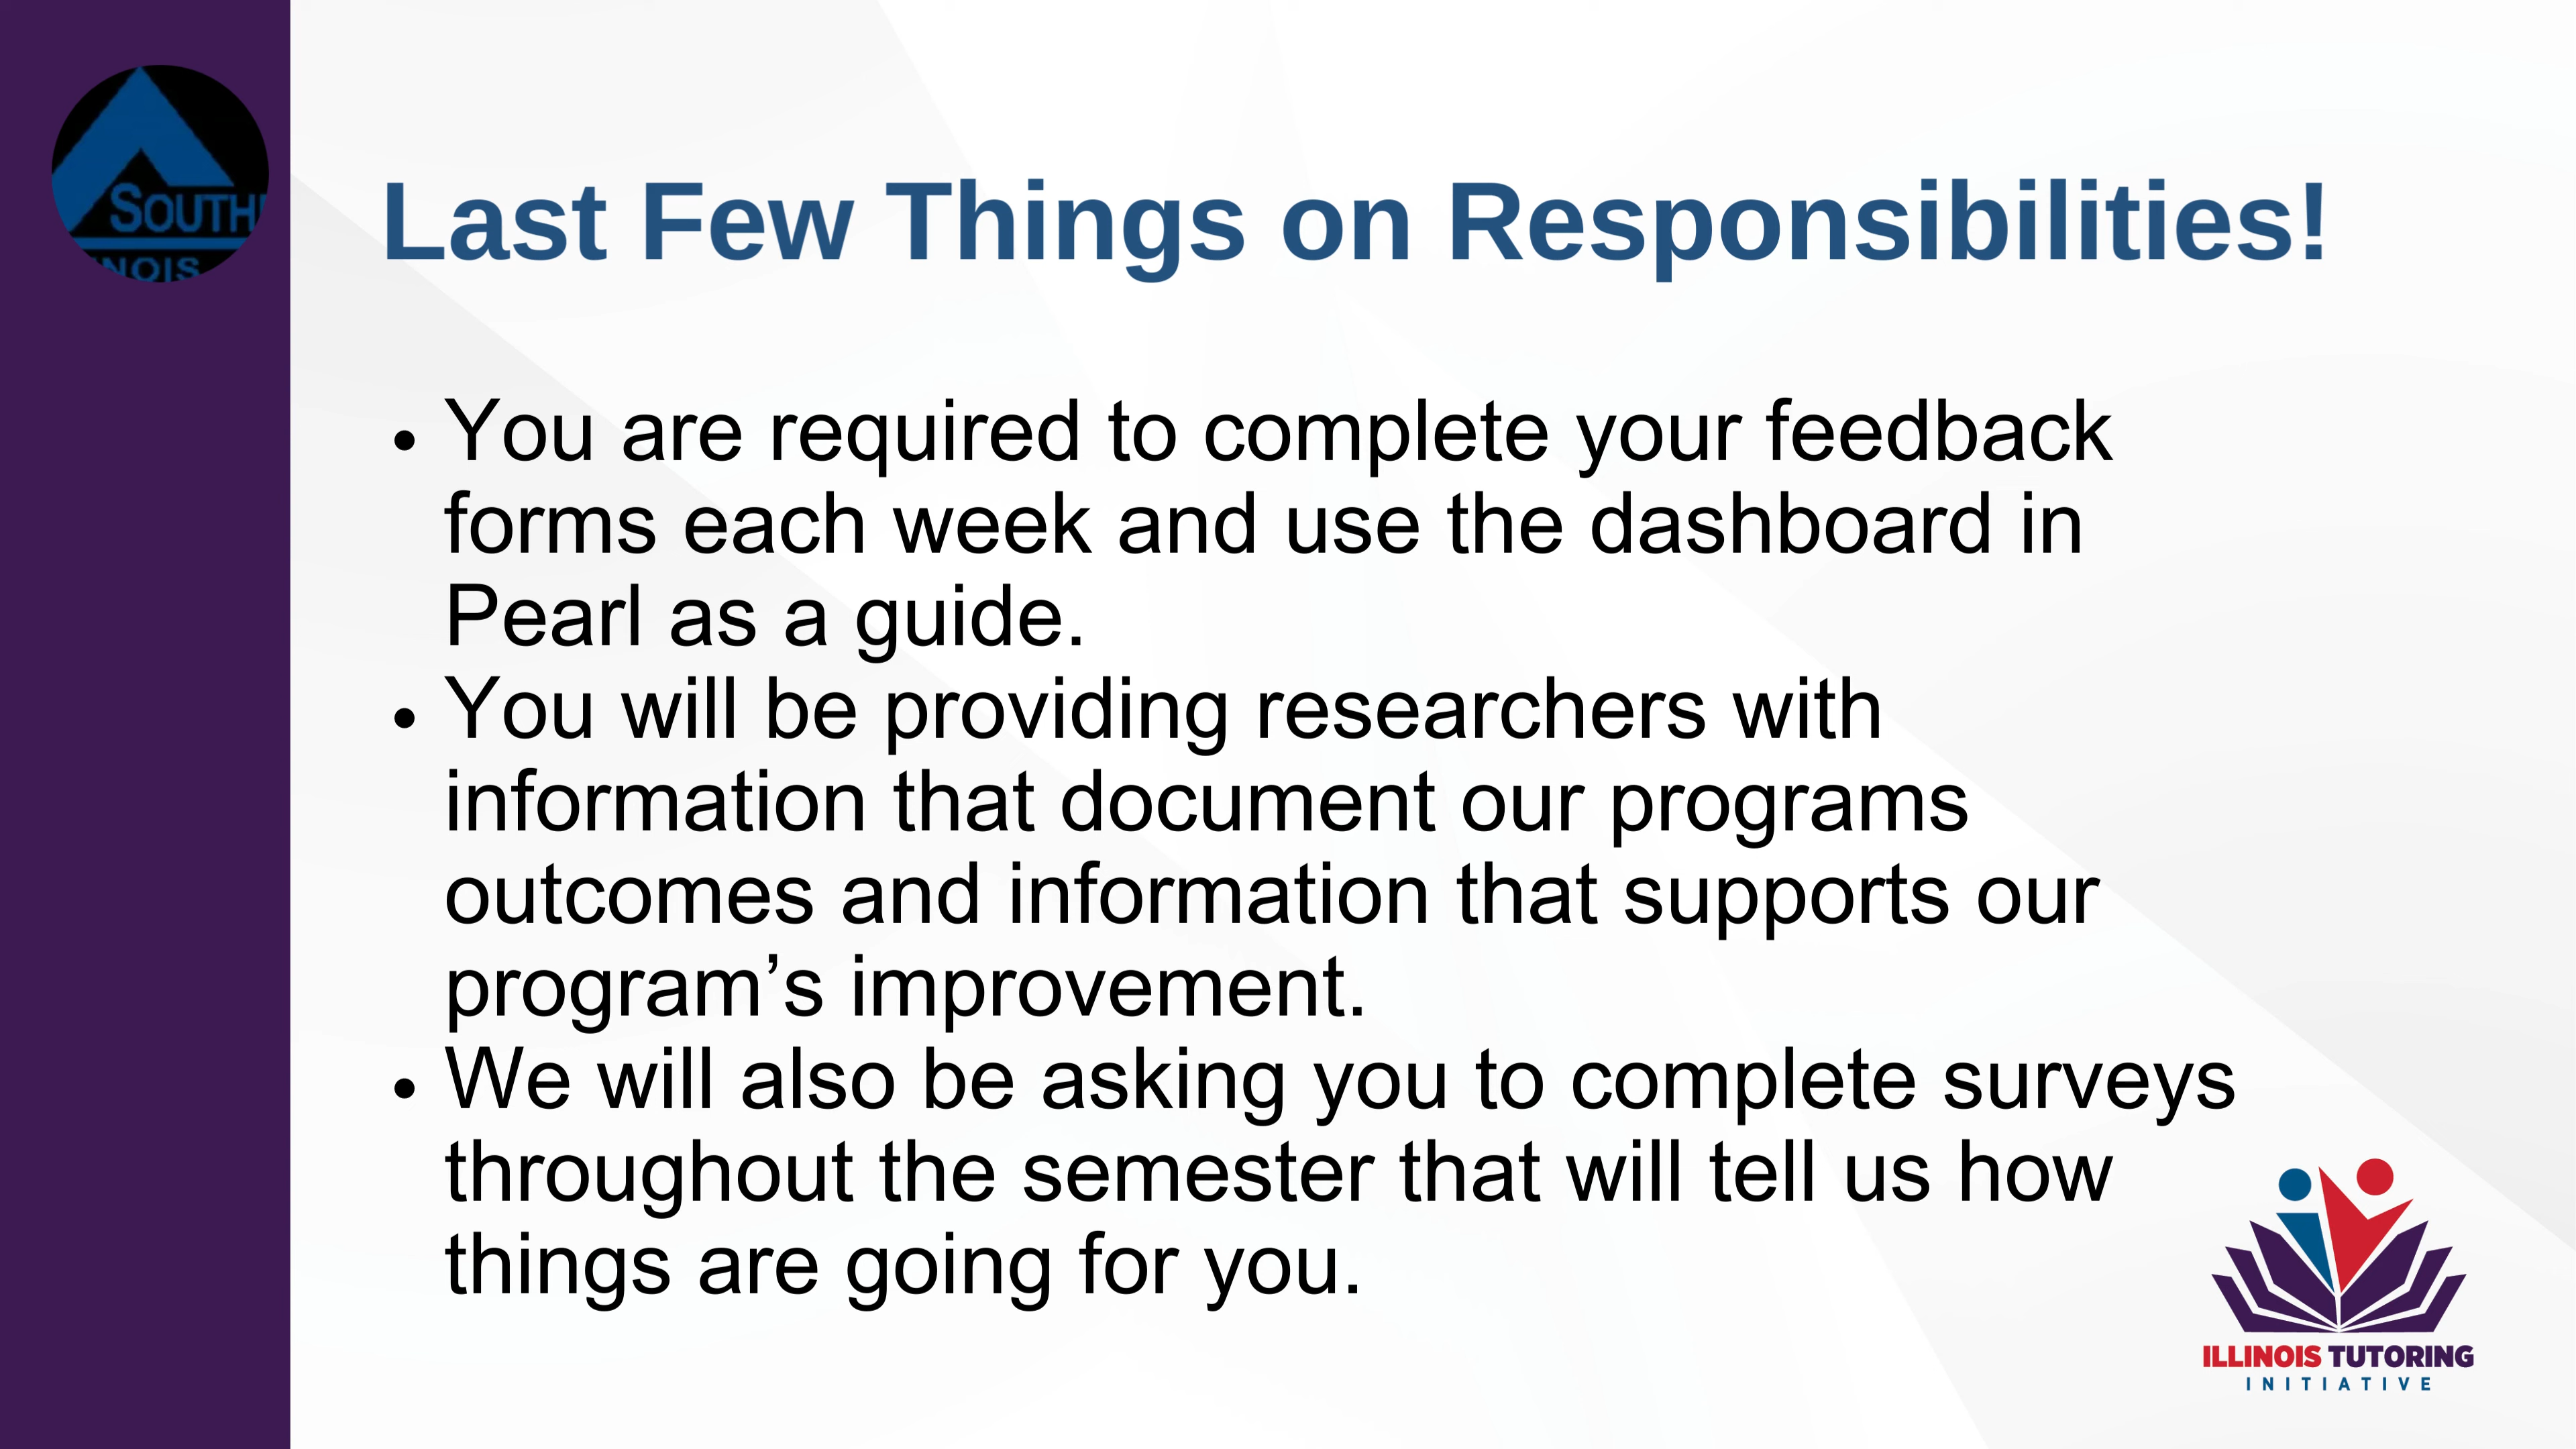 SOUTH
Last Few Things on Responsibilities!
• You are required to complete your feedback
forms each week and use the dashboard in
Pearl as a guide.
• You will be providing researchers with
information that document our programs
outcomes and information that supports our
program’s improvement.
• We will also be asking you to complete surveys
throughout the semester that will tell us how
things are going for you.
ILLINOIS TUTORING
INITIATIVE